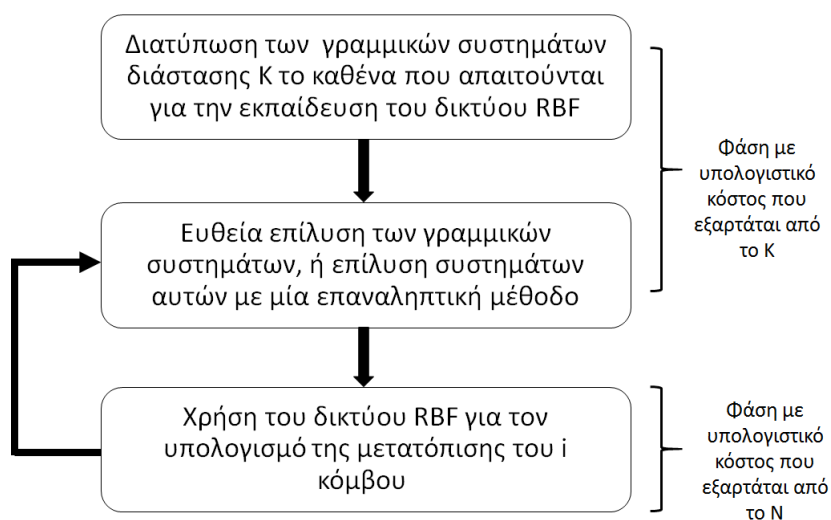 Διατύπωση των γραμμικών συστημάτων
διάστασης Κ το καθένα που απαιτούνται
για την εκπαίδευση του δικτύου RBF
Φάση με
υπολογιστικό
κόστος που
εξαρτάται από
το Κ
Ευθεία επίλυση των γραμμικών
συστημάτων, ή επίλυση συστημάτων
αυτών με μία επαναληπτική μέθοδο
Χρήση του δικτύου RBF για τον
υπολογισμό της μετατόπισης του i
κόμβου
Φάση με
υπολογιστικό
κόστος που
εξαρτάται από
το Ν